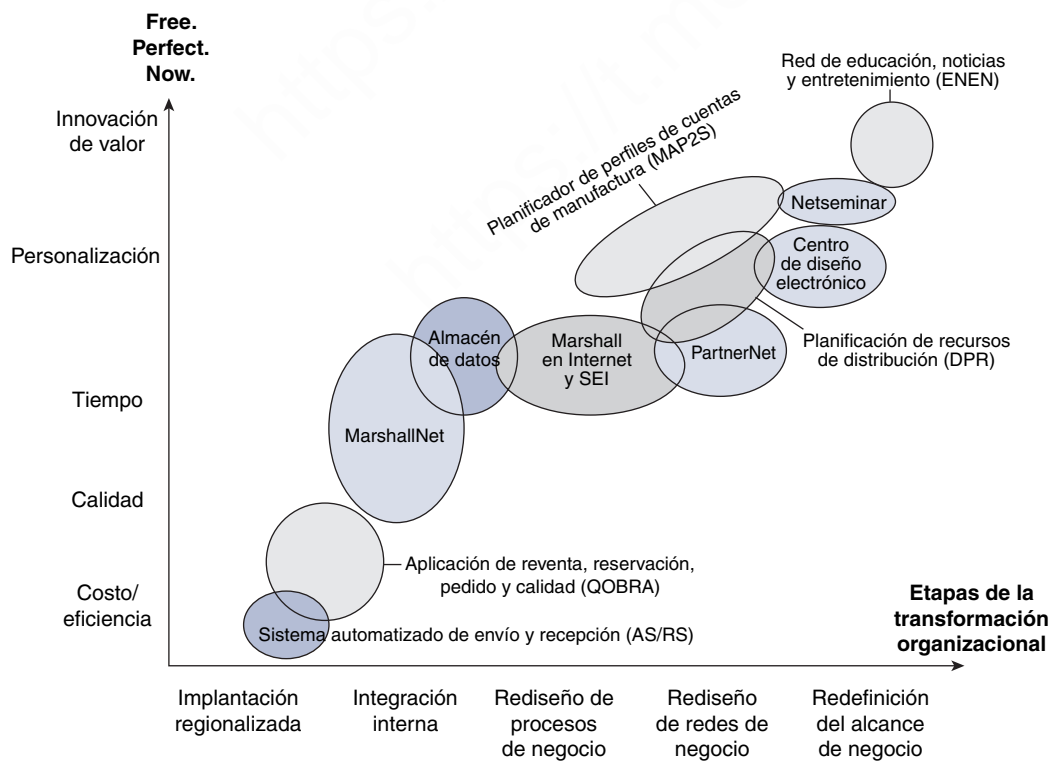 Free.
Perfect.
Now.
Innovación
de valor
Personalización
Tiempo
Calidad
Costo/
eficiencia
Red de educación, noticias
y entretenimiento (ENEN)
Planificador de perfiles de cuentas
de manufactura (MAP2S)
Netseminar
Centro
de diseño
electrónico
Planificación de recursos
de distribución (DPR)
Almacén
de datos
Marshall
en Internet
y SEI
PartnerNet
MarshallNet
Aplicación de reventa, reservación,
pedido y calidad (QOBRA)
Sistema automatizado de envío y recepción (AS/RS)
Etapas de la
transformación
organizacional
Implantación
regionalizada
Integración
interna
Rediseño de
procesos
de negocio
Rediseño
de redes de
negocio
Redefinición
del alcance
de negocio